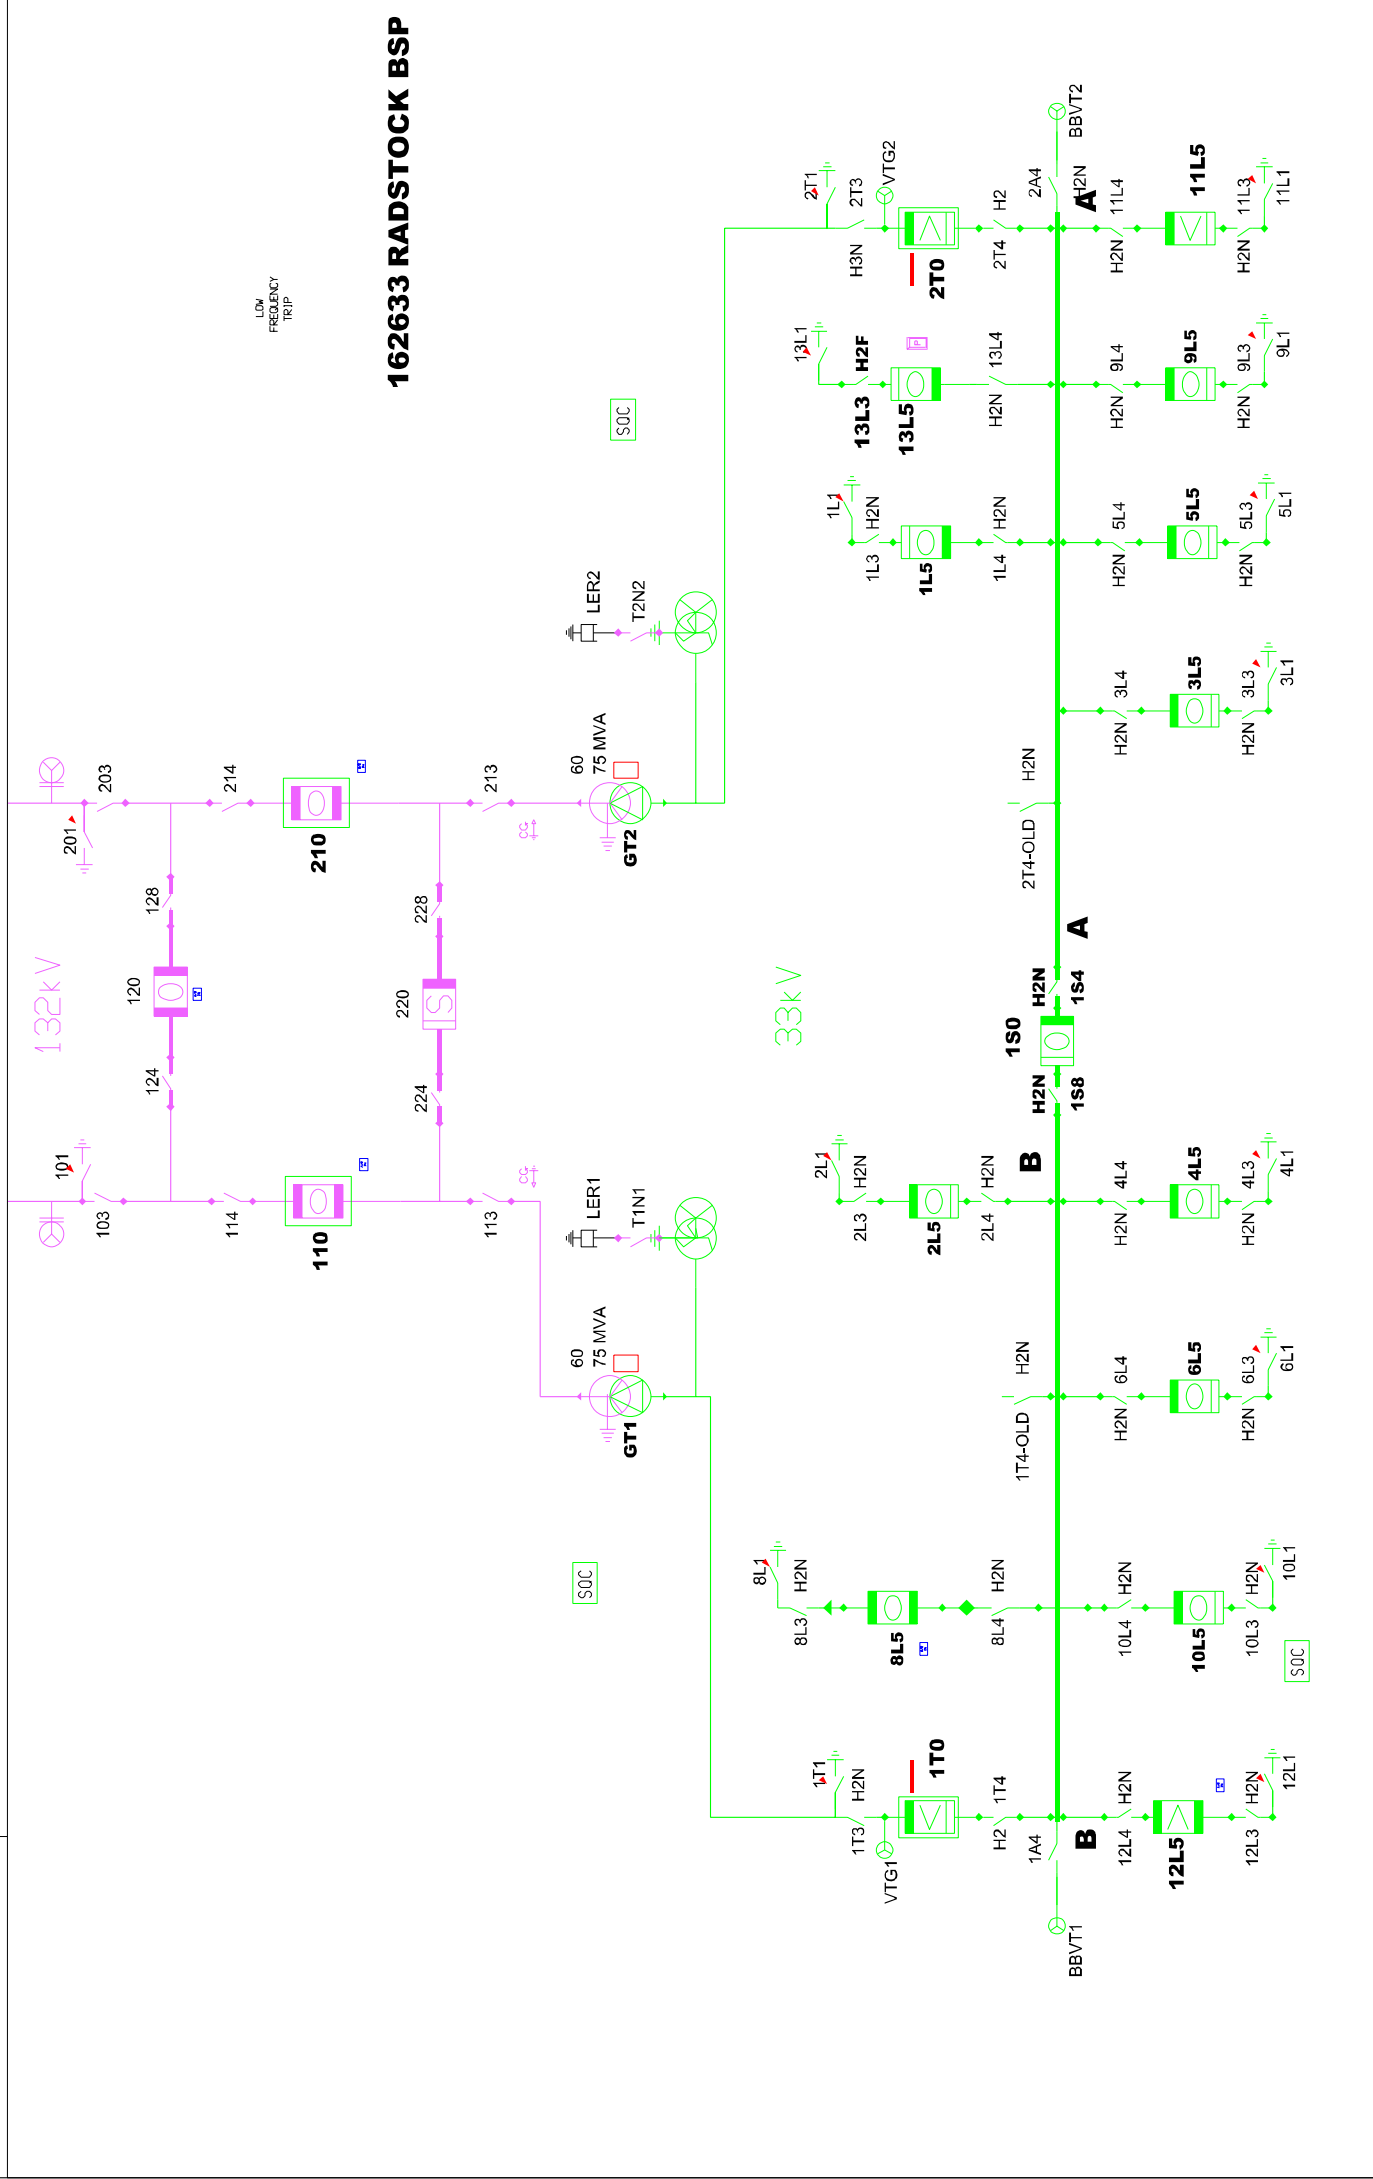 162633 RADSTOCK BSP
LOW
FREQUENCY
TRIP
132kV
33kV
101
103
114
110
113
CC
124
120
128
224
220
228
201
203
214
210
213
CC
LER1
T1N1
60
75 MVA
GT1
LER2
T2N2
60
75 MVA
GT2
SQC
SQC
SQC
1T1
H2N
1T3
VTG1
1T0
1T4
H2
1A4
BBVT1
B
8L1
H2N
8L3
8L5
H2N
8L4
1T4-OLD
H2N
2L1
H2N
2L3
2L5
H2N
2L4
B
H2N
1S8
1S0
H2N
1S4
A
2T4-OLD
H2N
1L1
H2N
1L3
1L5
H2N
1L4
13L1
H2F
13L3
13L5
P
13L4
H2N
2T1
2T3
H3N
VTG2
2T0
H2
2T4
2A4
H2N
A
BBVT2
H2N
12L4
12L5
H2N
12L3
12L1
H2N
10L4
10L5
H2N
10L3
10L1
6L4
H2N
6L5
6L3
H2N
6L1
4L4
H2N
4L5
4L3
H2N
4L1
3L4
H2N
3L5
3L3
H2N
3L1
5L4
H2N
5L5
5L3
H2N
5L1
9L4
H2N
9L5
9L3
H2N
9L1
11L4
H2N
11L5
11L3
H2N
11L1